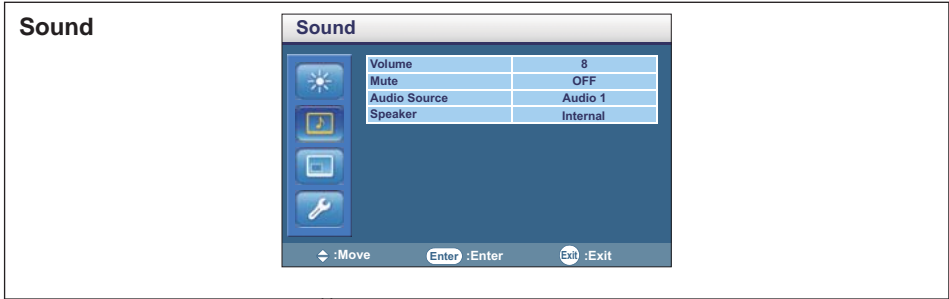 Sound
Sound
Volume 8
Mute OFF
Audio Source Audio 1
Speaker Internal
:Move Enter :Enter Exit :Exit